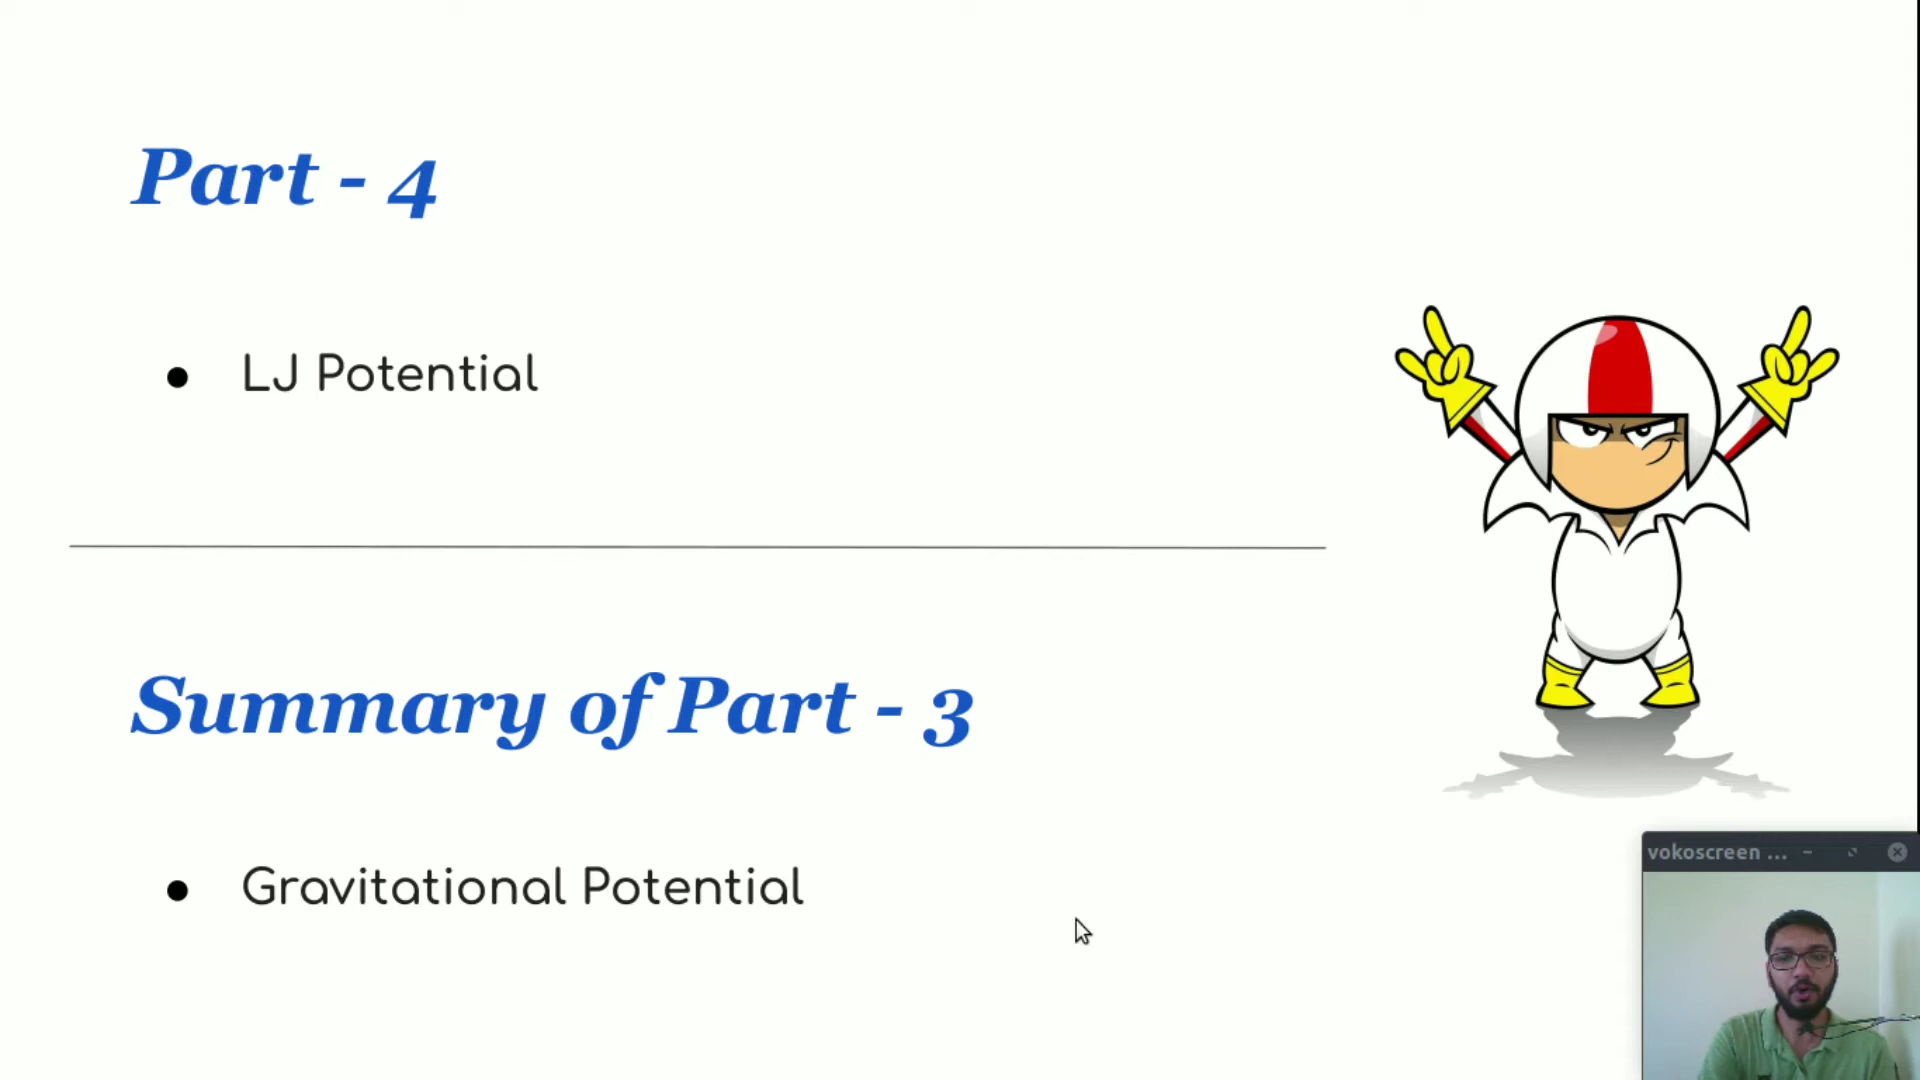 Part - 4
● LJ Potential
Summary of Part - 3
● Gravitational Potential
vokoscreen ...